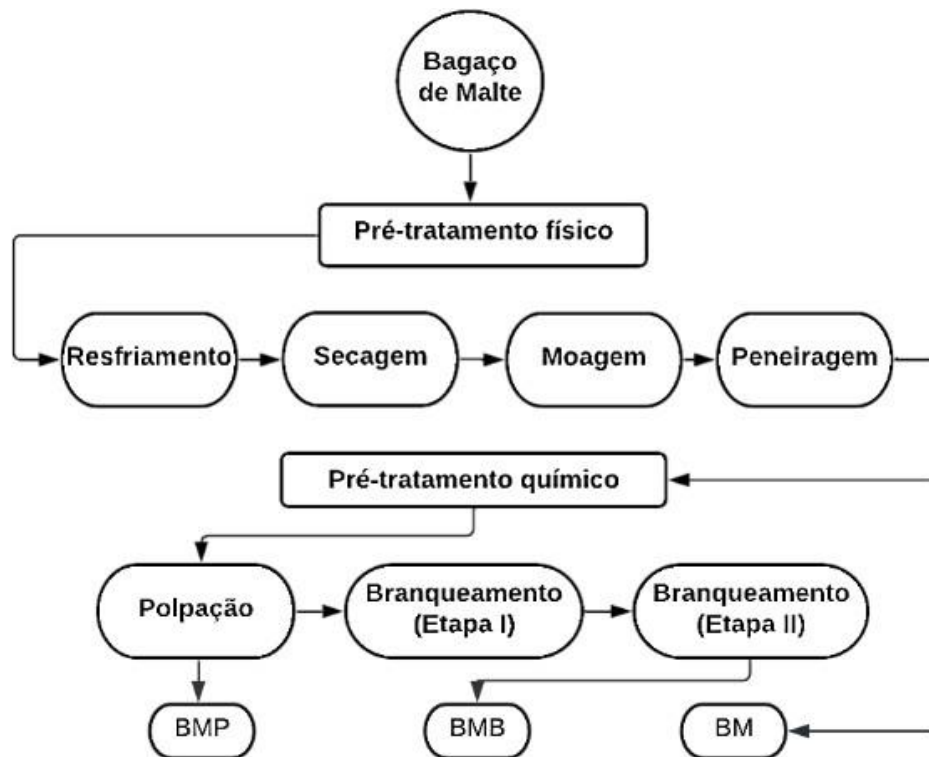 Bagaço
de Malte
Pré-tratamento físico
Resfriamento
Secagem
Moagem
Peneiragem
Pré-tratamento químico
Polpação
Branqueamento
(Etapa I)
Branqueamento
(Etapa II)
BMP
BMB
BM